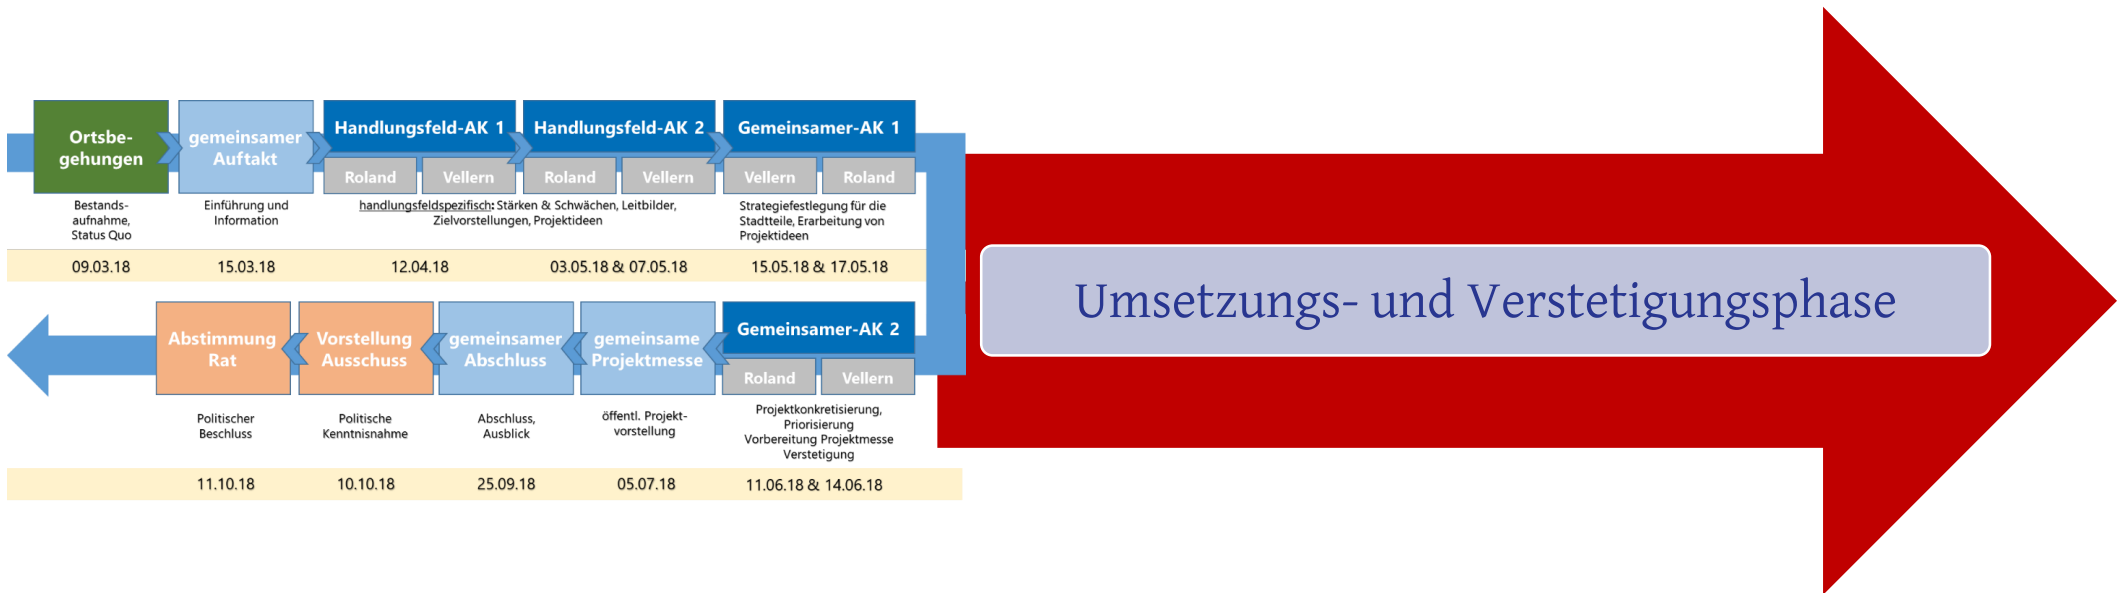 Ortsbe-
gehungen
gemeinsamer
Auftakt
Handlungsfeld-AK 1
Roland
Vellern
Handlungsfeld-AK 2
Roland
Vellern
Gemeinsamer-AK 1
Vellern
Roland
Bestands-
aufnahme,
Status Quo
Einführung und
Information
handlungsfeldspezifisch: Stärken & Schwächen, Leitbilder,
Zielvorstellungen, Projektideen
Strategiefestlegung für die
Stadtteile, Erarbeitung von
Projektideen
09.03.18
15.03.18
12.04.18
03.05.18 & 07.05.18
15.05.18 & 17.05.18
Umsetzungs- und Verstetigungsphase
Abstimmung
Rat
Vorstellung
Ausschuss
gemeinsamer
Abschluss
gemeinsame
Projektmesse
Gemeinsamer-AK 2
Roland
Vellern
Politischer
Beschluss
Politische
Kenntnisnahme
Abschluss,
Ausblick
öffentl. Projekt-
vorstellung
Projektkonkretisierung,
Priorisierung
Vorbereitung Projektmesse
Verstetigung
11.10.18
10.10.18
25.09.18
05.07.18
11.06.18 & 14.06.18